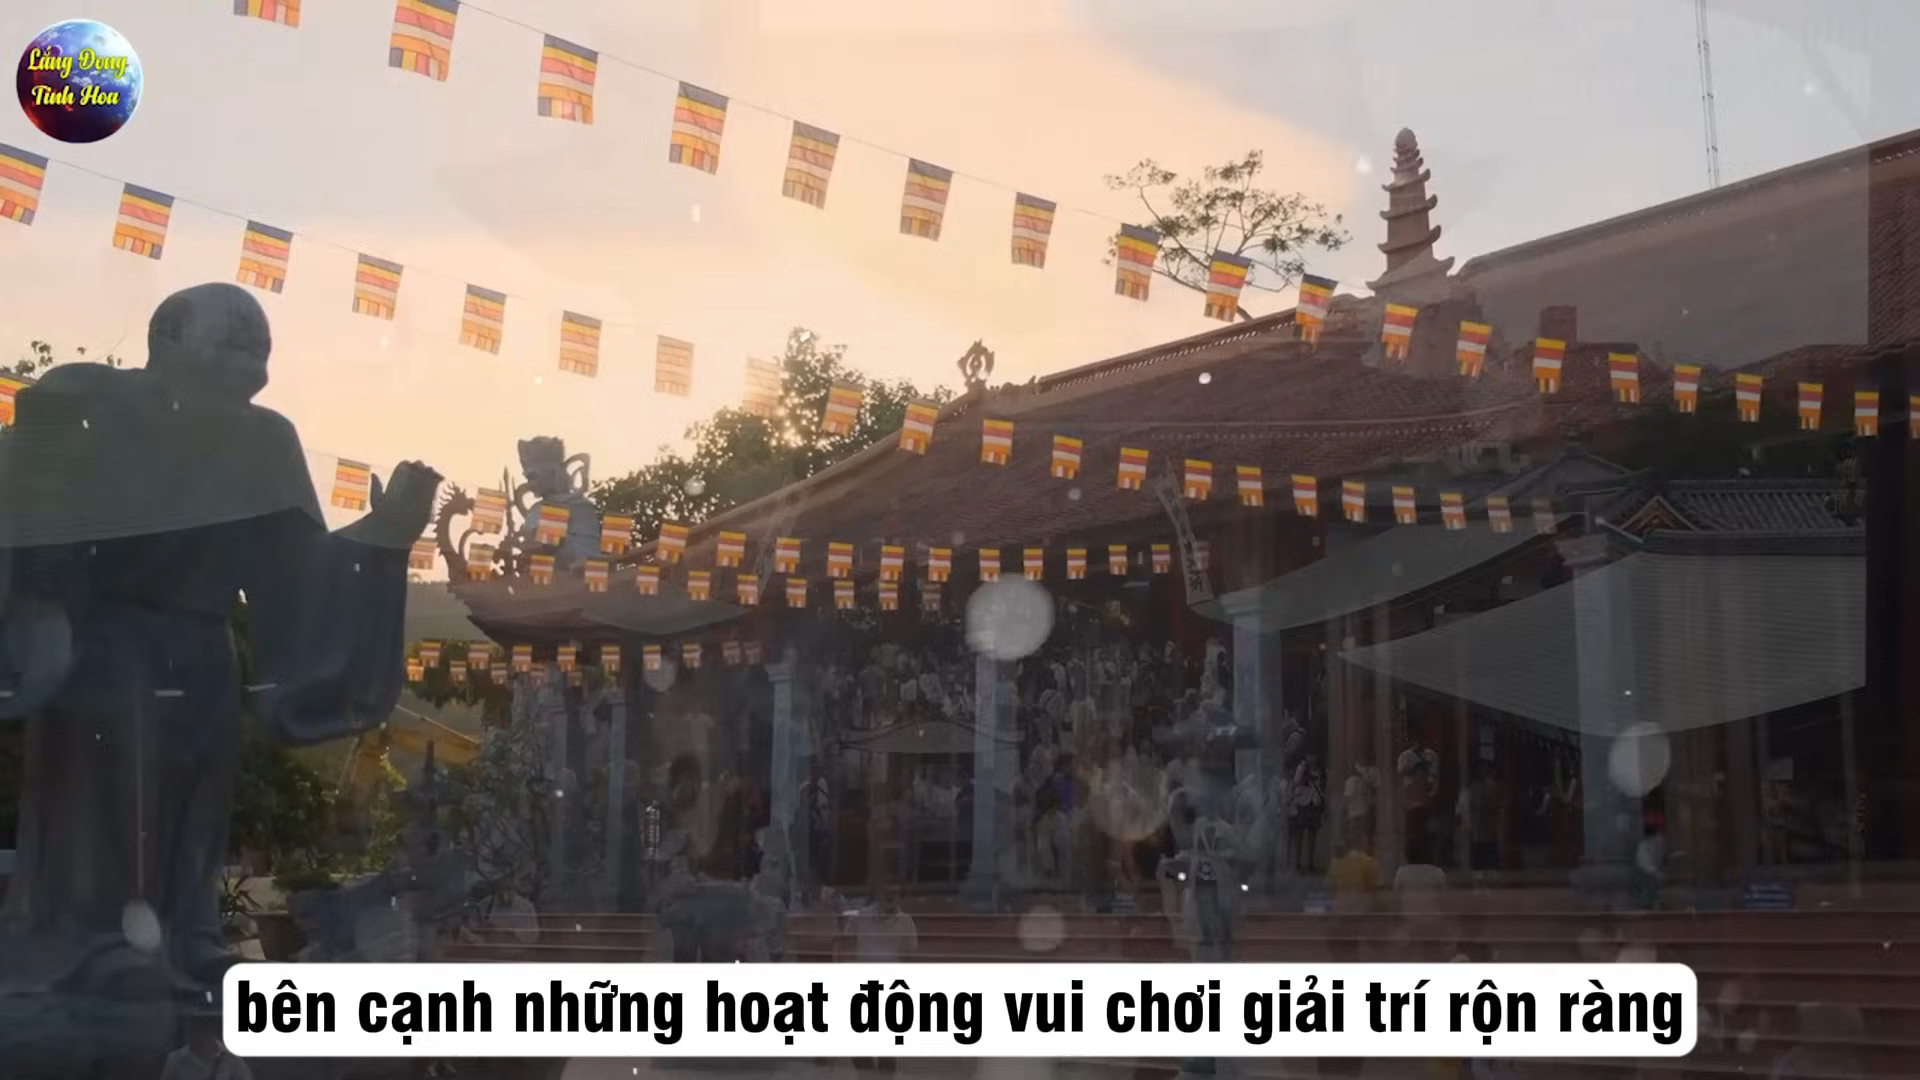 Lắng Đọng
Tinh Hoa
bên cạnh những hoạt động vui chơi giải trí rộn ràng